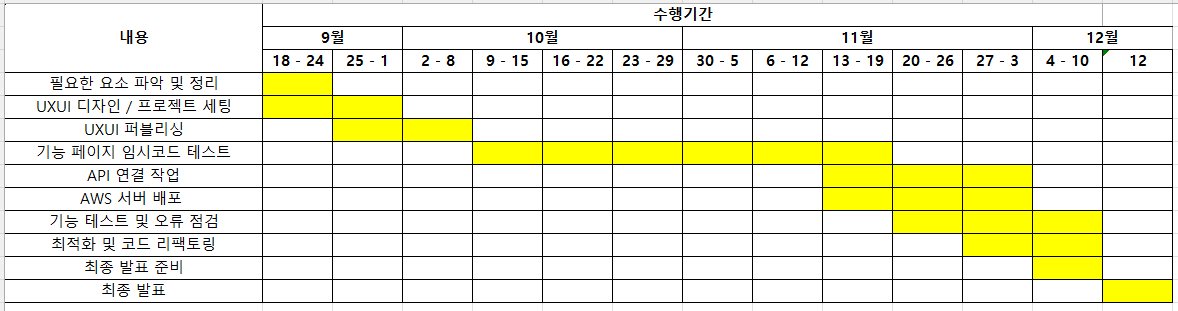 수행기간
내용
9월 10월 11월 12월
18 - 24 25 - 1 2 - 8 9 - 15 16 - 22 23 - 29 30 - 5 6 - 12 13 - 19 20 - 26 27 - 3 4 - 10 12
필요한 요소 파악 및 정리
UXUI 디자인 / 프로젝트 세팅
UXUI 퍼블리싱
기능 페이지 임시코드 테스트
API 연결 작업
AWS 서버 배포
기능 테스트 및 오류 점검
최적화 및 코드 리팩토링
최종 발표 준비
최종 발표